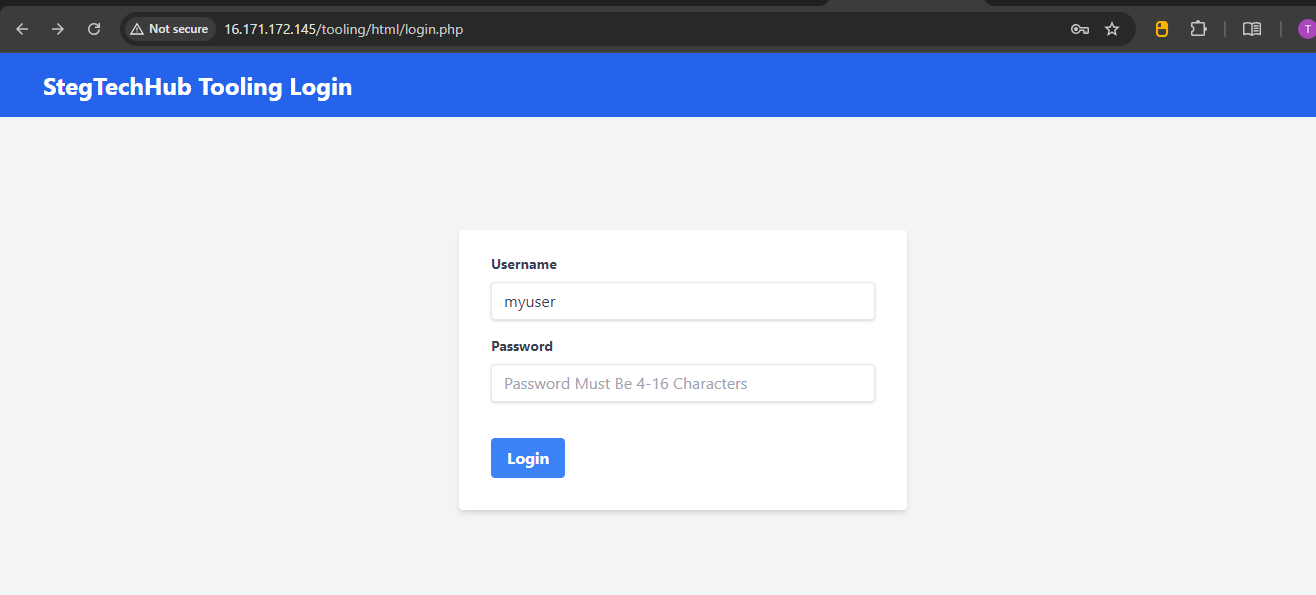 Not secure 16.171.172.145/tooling/html/login.php
T
StegTechHub Tooling Login
Username
myuser
Password
Password Must Be 4-16 Characters
Login